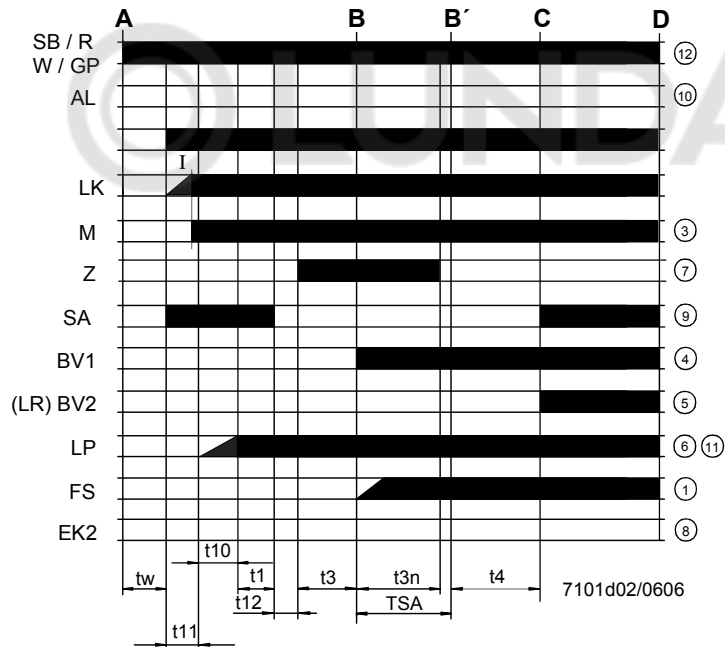 A B B´ C D
SB / R
W / GP
12
AL 10
I
LK
M 3
Z 7
SA 9
BV1 4
(LR) BV2 5
LP 6 11
FS 1
EK2 8
t10
tw t1 t3 t3n t4 7101d02/0606
t12 TSA
t11
© LUNDA